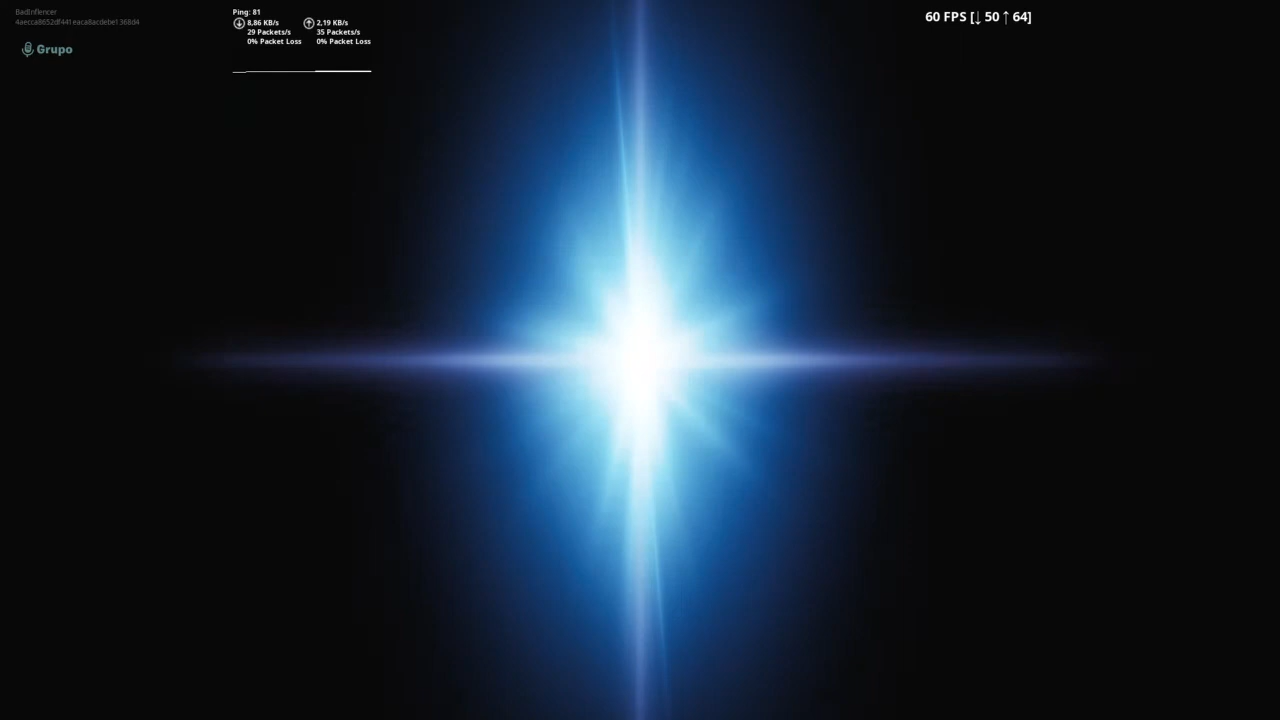 BadInflencer
4aecca8652df441eaca8acdebe1368d4
Grupo
Ping: 81
8,86 KB/s
29 Packets/s
0% Packet Loss
2,19 KB/s
35 Packets/s
0% Packet Loss
60 FPS [↓ 50 ↑ 64]